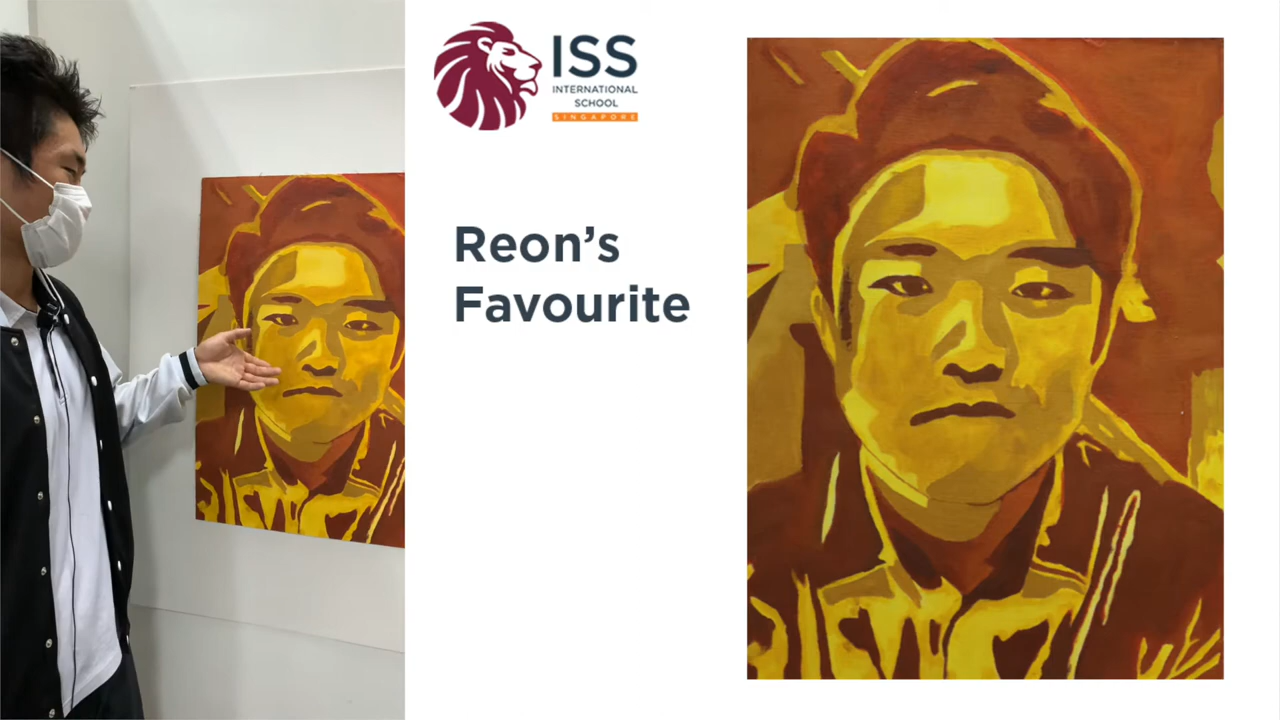 ISS
INTERNATIONAL
SCHOOL
SINGAPORE
Reon's
Favourite